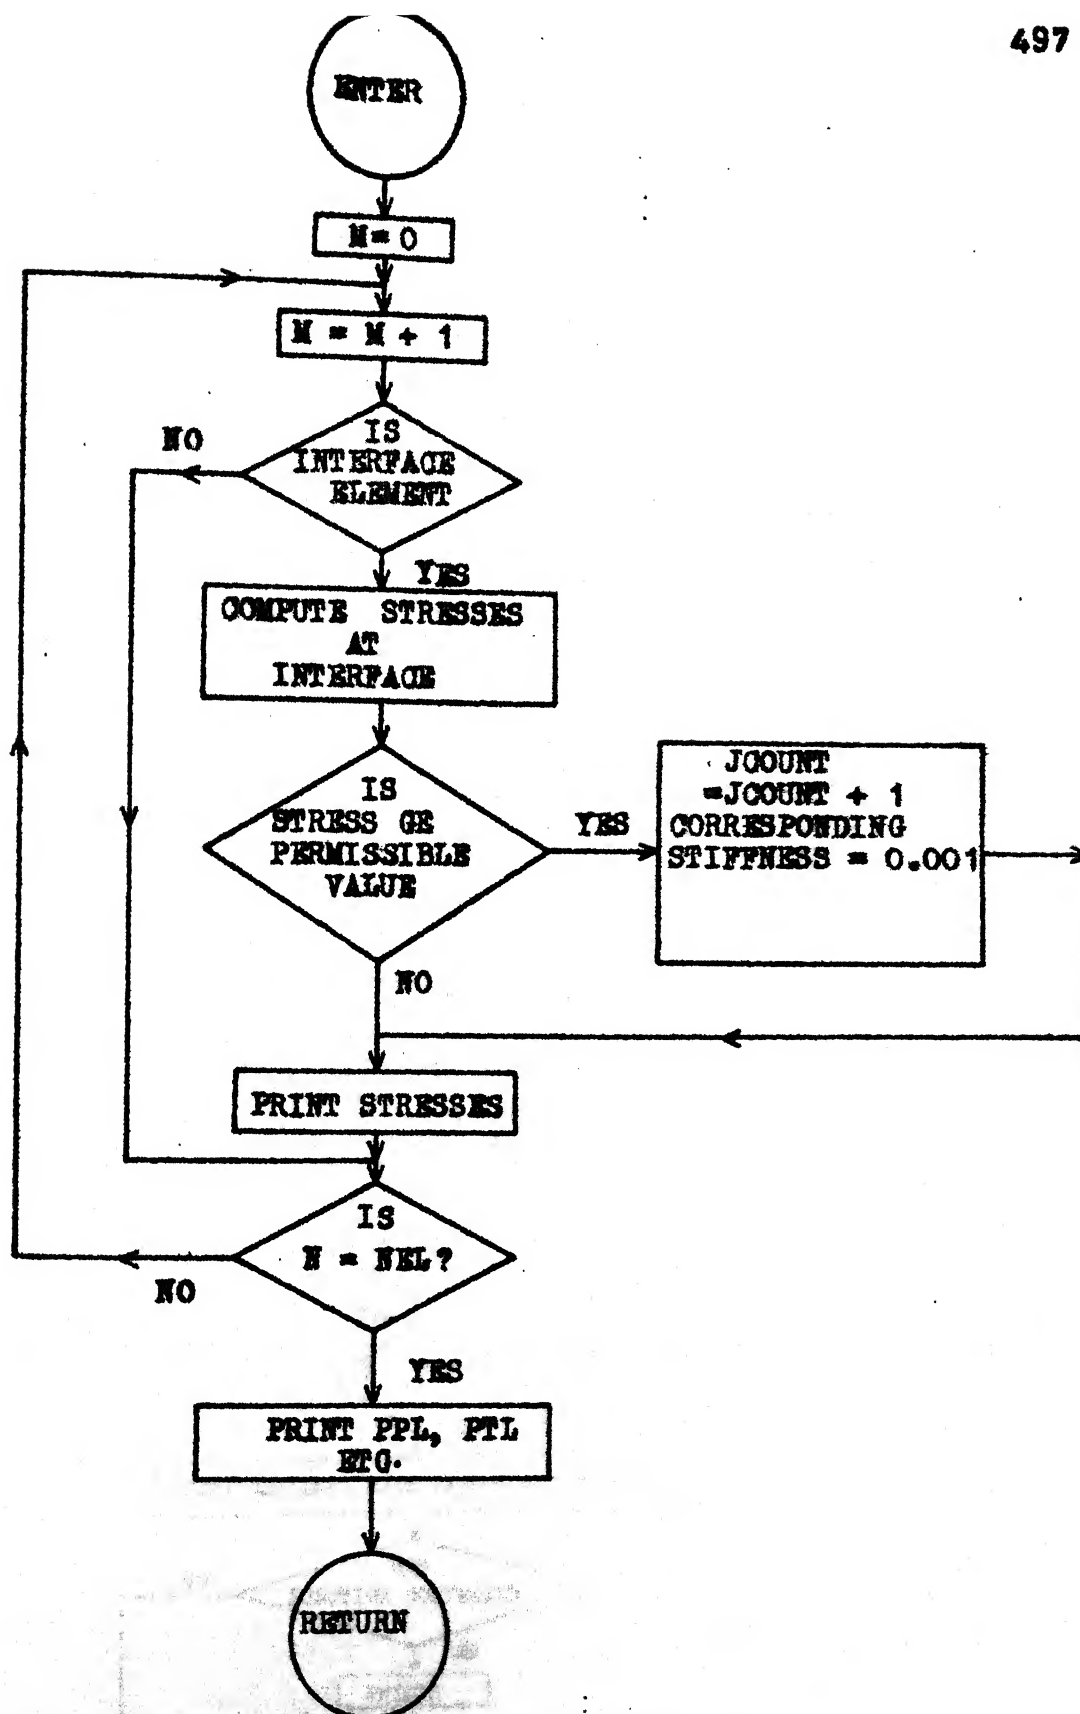 497
ENTER
M = 0
M = M + 1
IS
INTERFACE
ELEMENT
NO
YES
COMPUTE STRESSES
AT
INTERFACE
IS
STRESS GE
PERMISSIBLE
VALUE
YES
JCOUNT
=JCOUNT + 1
CORRESPONDING
STIFFNESS = 0.001
NO
PRINT STRESSES
IS
N = NEL?
NO
YES
PRINT PPL, PTL
ETC.
RETURN